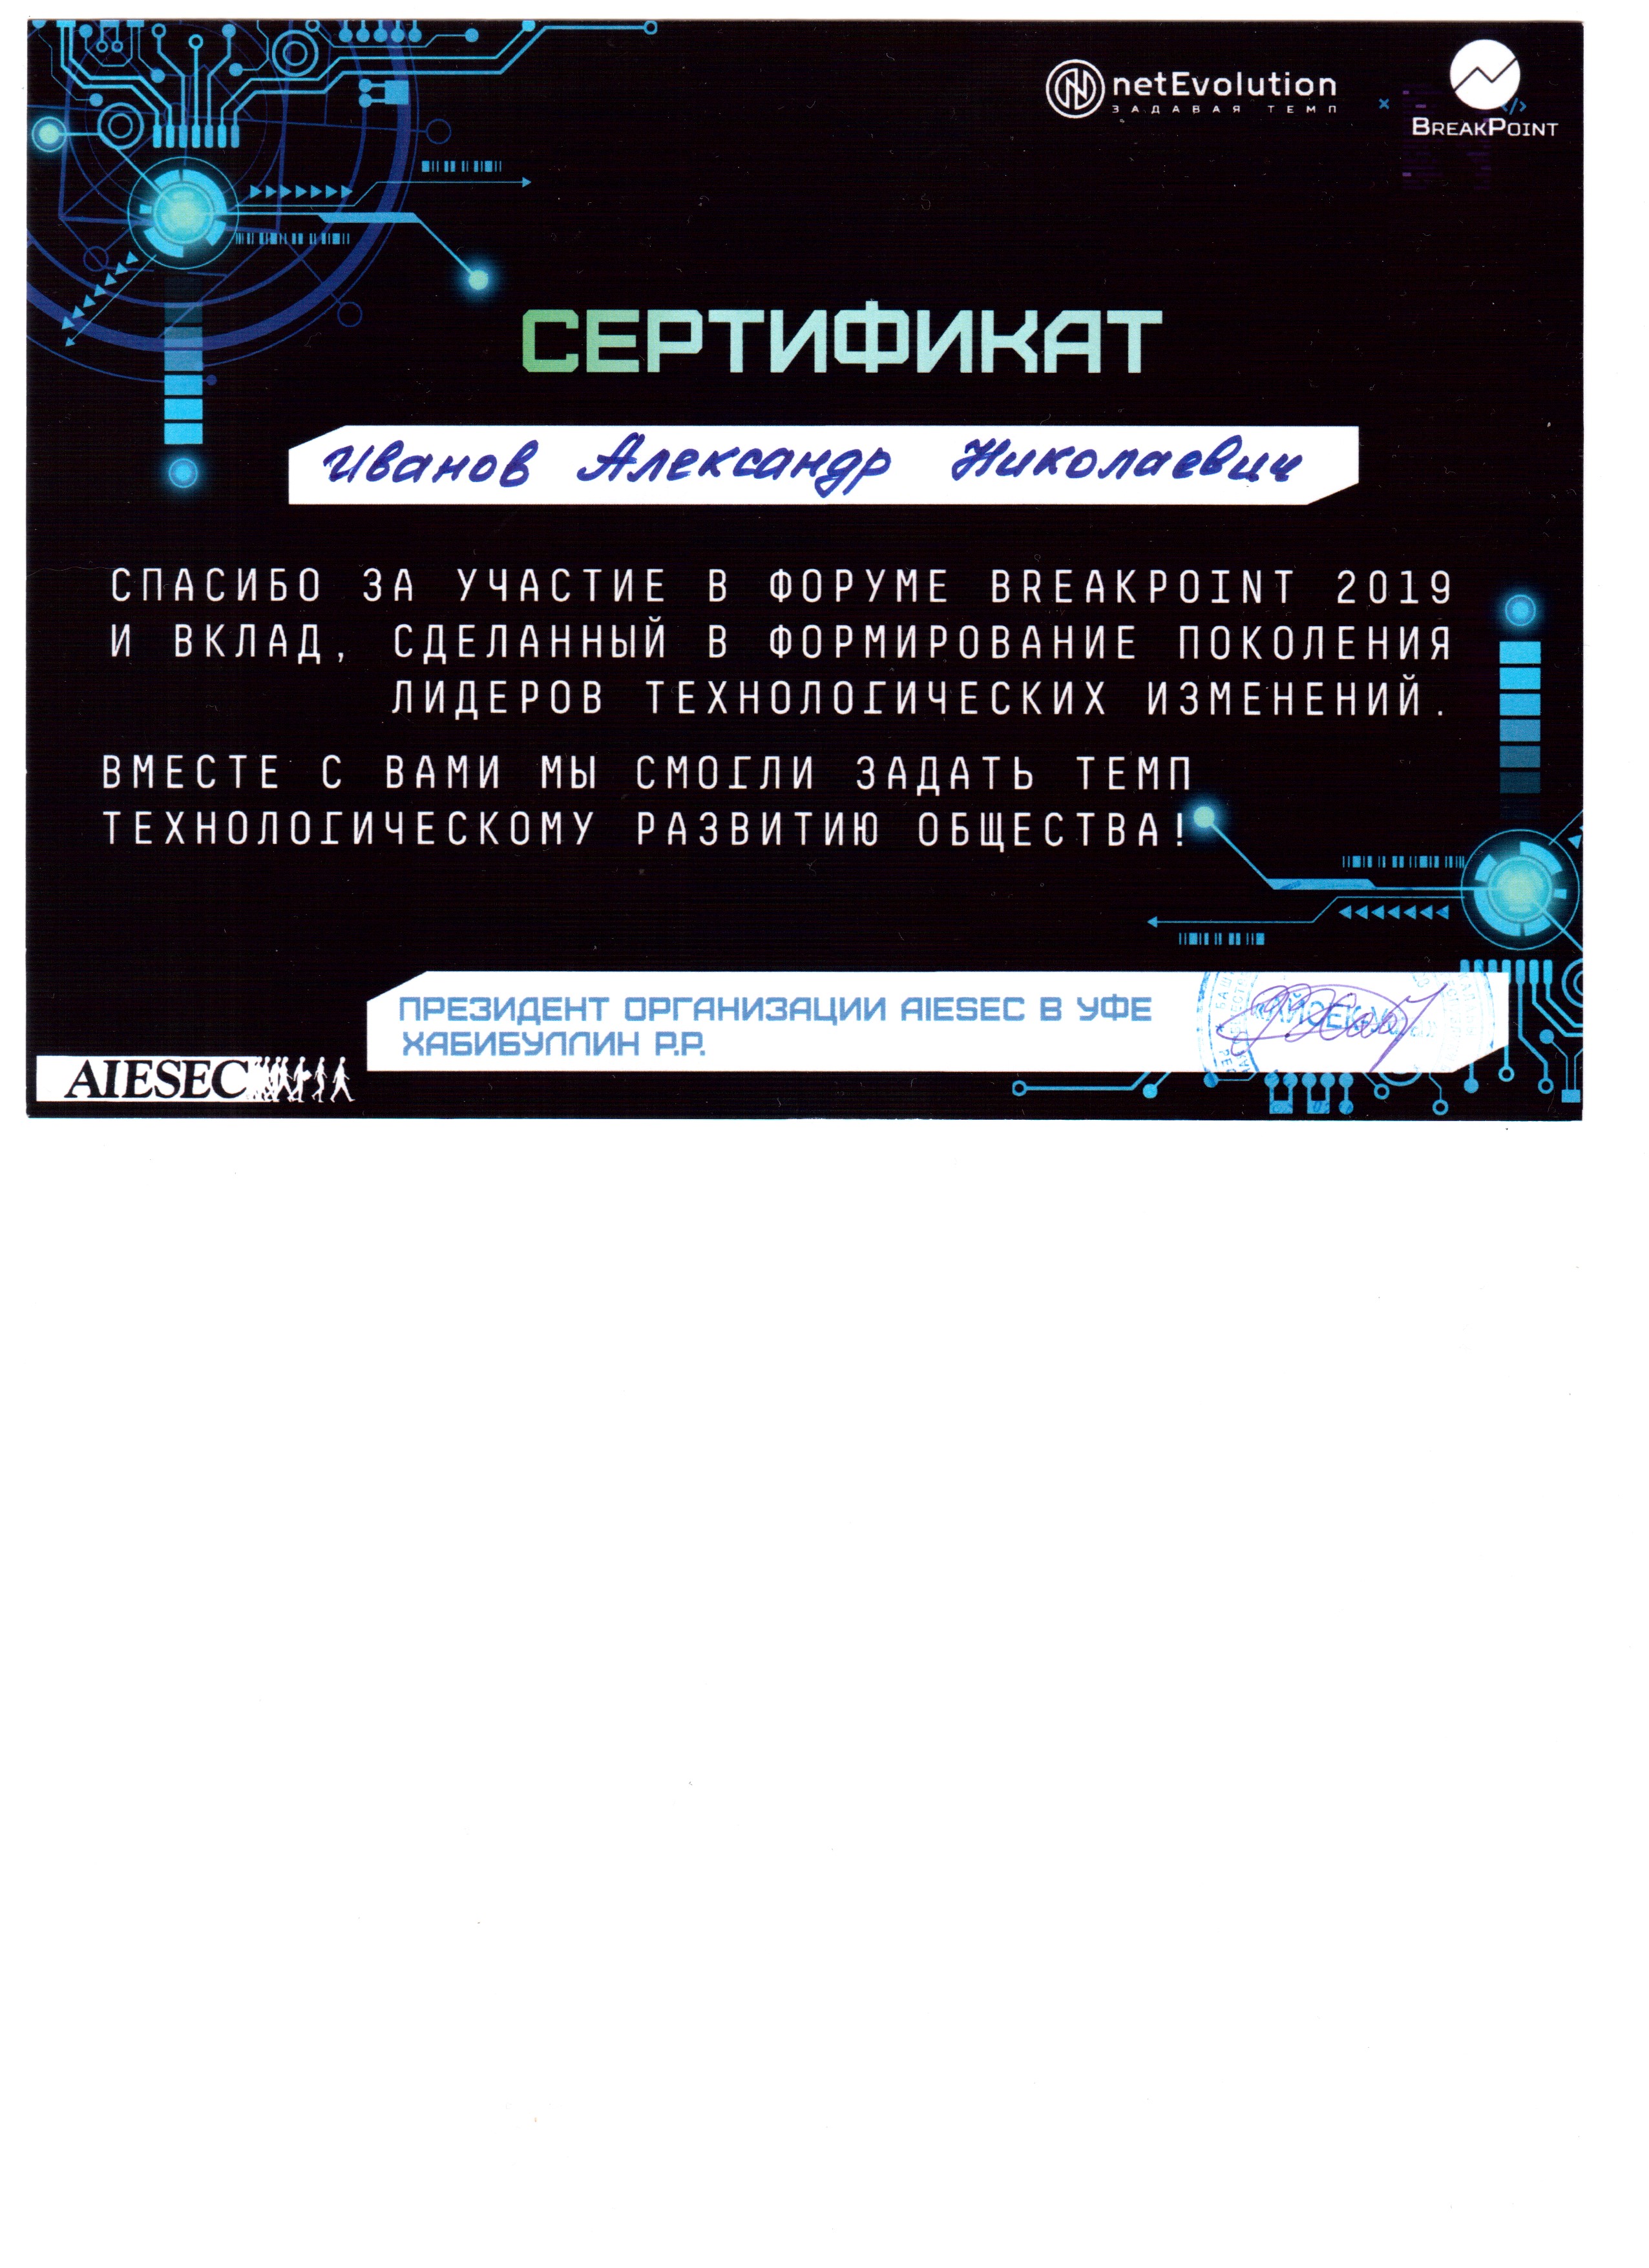 netEvolution
ЗАДАВАЯ ТЕМП
BREAKPOINT
СЕРТИФИКАТ
Иванов Александр Николаевич
СПАСИБО ЗА УЧАСТИЕ В ФОРУМЕ BREAKPOINT 2019
И ВКЛАД, СДЕЛАННЫЙ В ФОРМИРОВАНИЕ ПОКОЛЕНИЯ
ЛИДЕРОВ ТЕХНОЛОГИЧЕСКИХ ИЗМЕНЕНИЙ.
ВМЕСТЕ С ВАМИ МЫ СМОГЛИ ЗАДАТЬ ТЕМП
ТЕХНОЛОГИЧЕСКОМУ РАЗВИТИЮ ОБЩЕСТВА!
ПРЕЗИДЕНТ ОРГАНИЗАЦИИ AIESEC В УФЕ
ХАБИБУЛЛИН Р.Р.
AIESEC